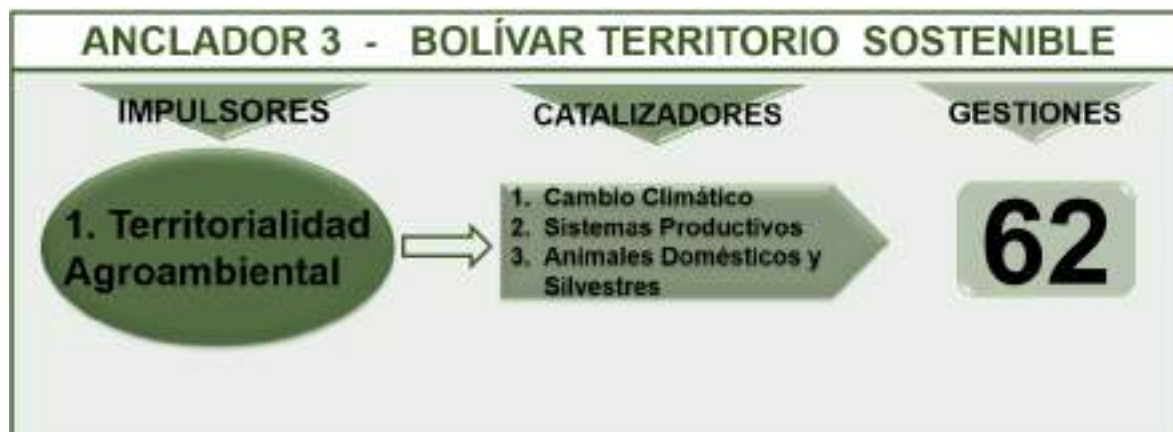 ANCLADOR 3 - BOLÍVAR TERRITORIO SOSTENIBLE
IMPULSORES
CATALIZADORES
GESTIONES
1. Territorialidad
Agroambiental
1. Cambio Climático
2. Sistemas Productivos
3. Animales Domésticos y
Silvestres
62